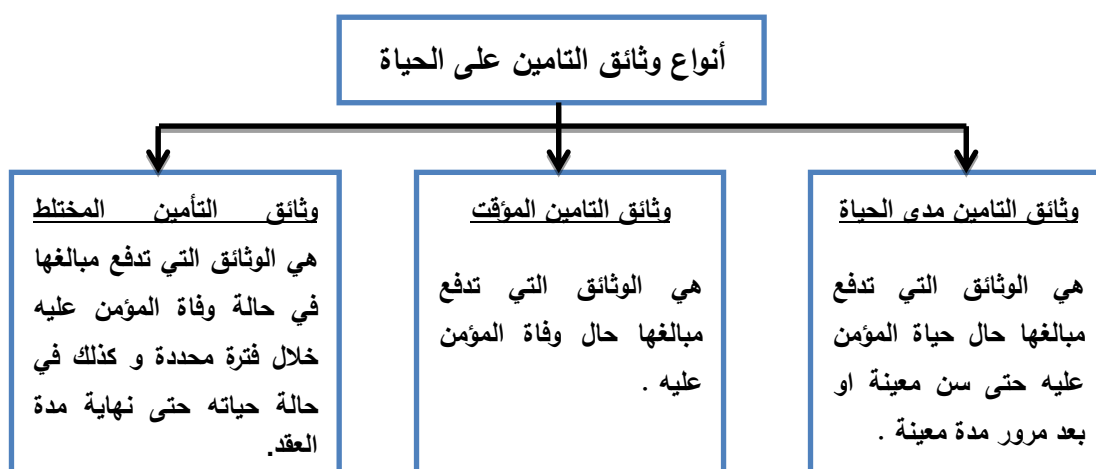 أنواع وثائق التامين على الحياة
وثائق التامين مدى الحياة
هي الوثائق التي تدفع
مبالغها حال حياة المؤمن
عليه حتى سن معينة او
بعد مرور مدة معينة .
وثائق التامين المؤقت
هي الوثائق التي تدفع
مبالغها حال وفاة المؤمن
عليه .
وثائق التأمين المختلط
هي الوثائق التي تدفع مبالغها
في حالة وفاة المؤمن عليه
خلال فترة محددة و كذلك في
حالة حياته حتى نهاية مدة
العقد.